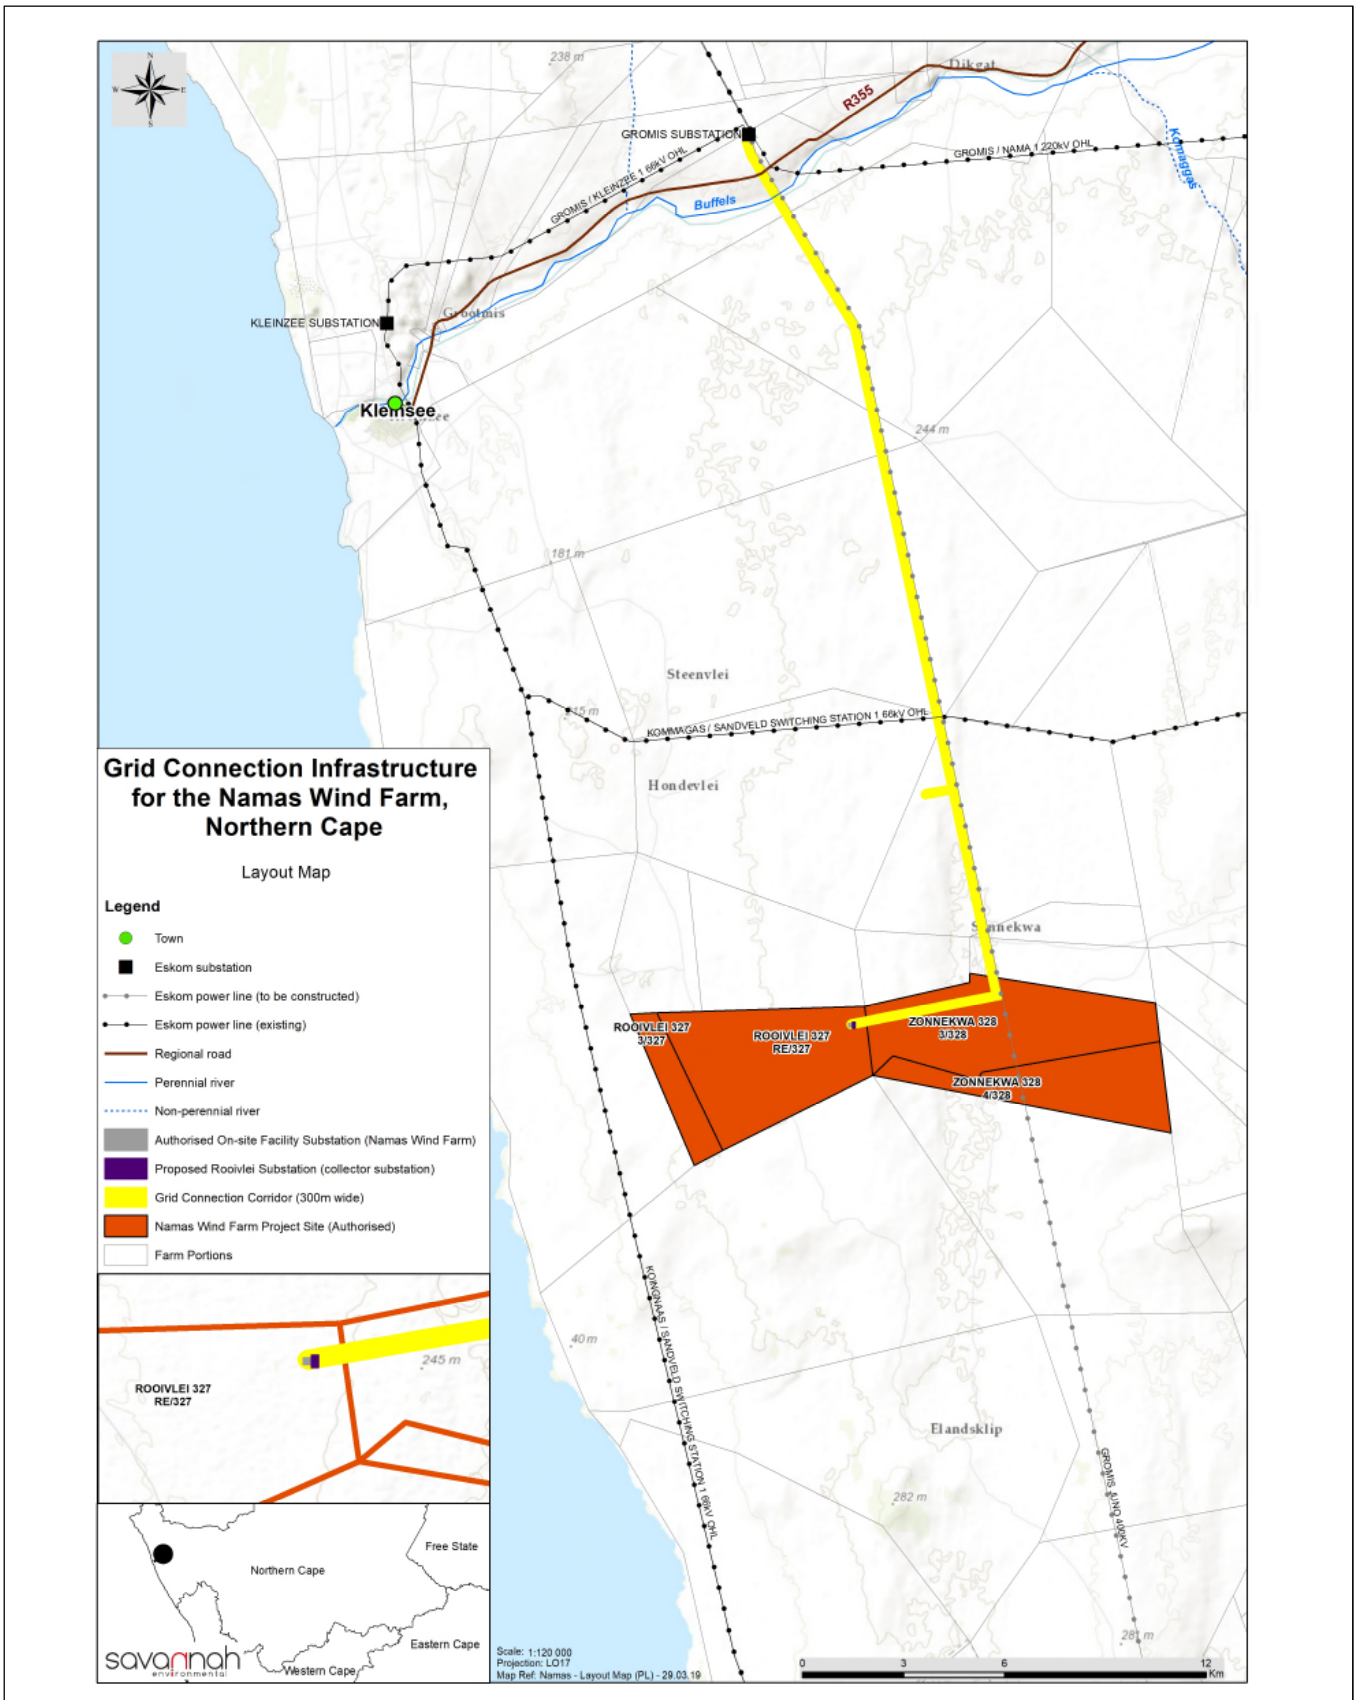 N
W
E
S
238 m
Dikgat
R355
GROMIS SUBSTATION
GROMIS / NAMA 1 220kV OHL
Komaggas
GROMIS / KLEINZEE 1 66kV OHL
Buffels
Grootmis
KLEINZEE SUBSTATION
Kleinsee
244 m
181 m
Steenvlei
215 m
KOMMAGAS / SANDVELD SWITCHING STATION 1 66kV OHL
Hondevlei
Sonnekwa
ROOIVLEI 327
3/327
ROOIVLEI 327
RE/327
ZONNEKWA 328
3/328
ZONNEKWA 328
4/328
KOINGNAAS / SANDVELD SWITCHING STATION 1 66kV OHL
40 m
Elandsklip
282 m
GROMIS JUNO 400KV
281 m
Grid Connection Infrastructure
for the Namas Wind Farm,
Northern Cape
Layout Map
Legend
Town
Eskom substation
Eskom power line (to be constructed)
Eskom power line (existing)
Regional road
Perennial river
Non-perennial river
Authorised On-site Facility Substation (Namas Wind Farm)
Proposed Rooivlei Substation (collector substation)
Grid Connection Corridor (300m wide)
Namas Wind Farm Project Site (Authorised)
Farm Portions
245 m
ROOIVLEI 327
RE/327
Free State
Northern Cape
Eastern Cape
Western Cape
savannah
environmental
Scale: 1:120 000
Projection: LO17
Map Ref: Namas - Layout Map (PL) - 29.03.19
0 3 6 12
Km